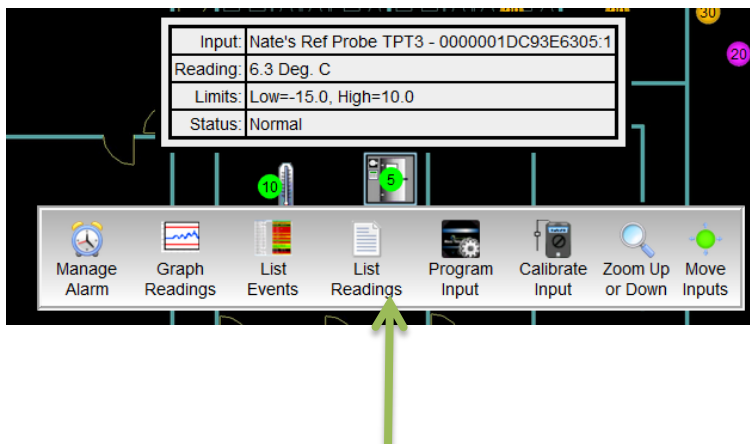 30
20
Input: Nate's Ref Probe TPT3 - 0000001DC93E6305:1
Reading: 6.3 Deg. C
Limits: Low=-15.0, High=10.0
Status: Normal
10
5
Manage Alarm
Graph Readings
List Events
List Readings
Program Input
Calibrate Input
Zoom Up or Down
Move Inputs